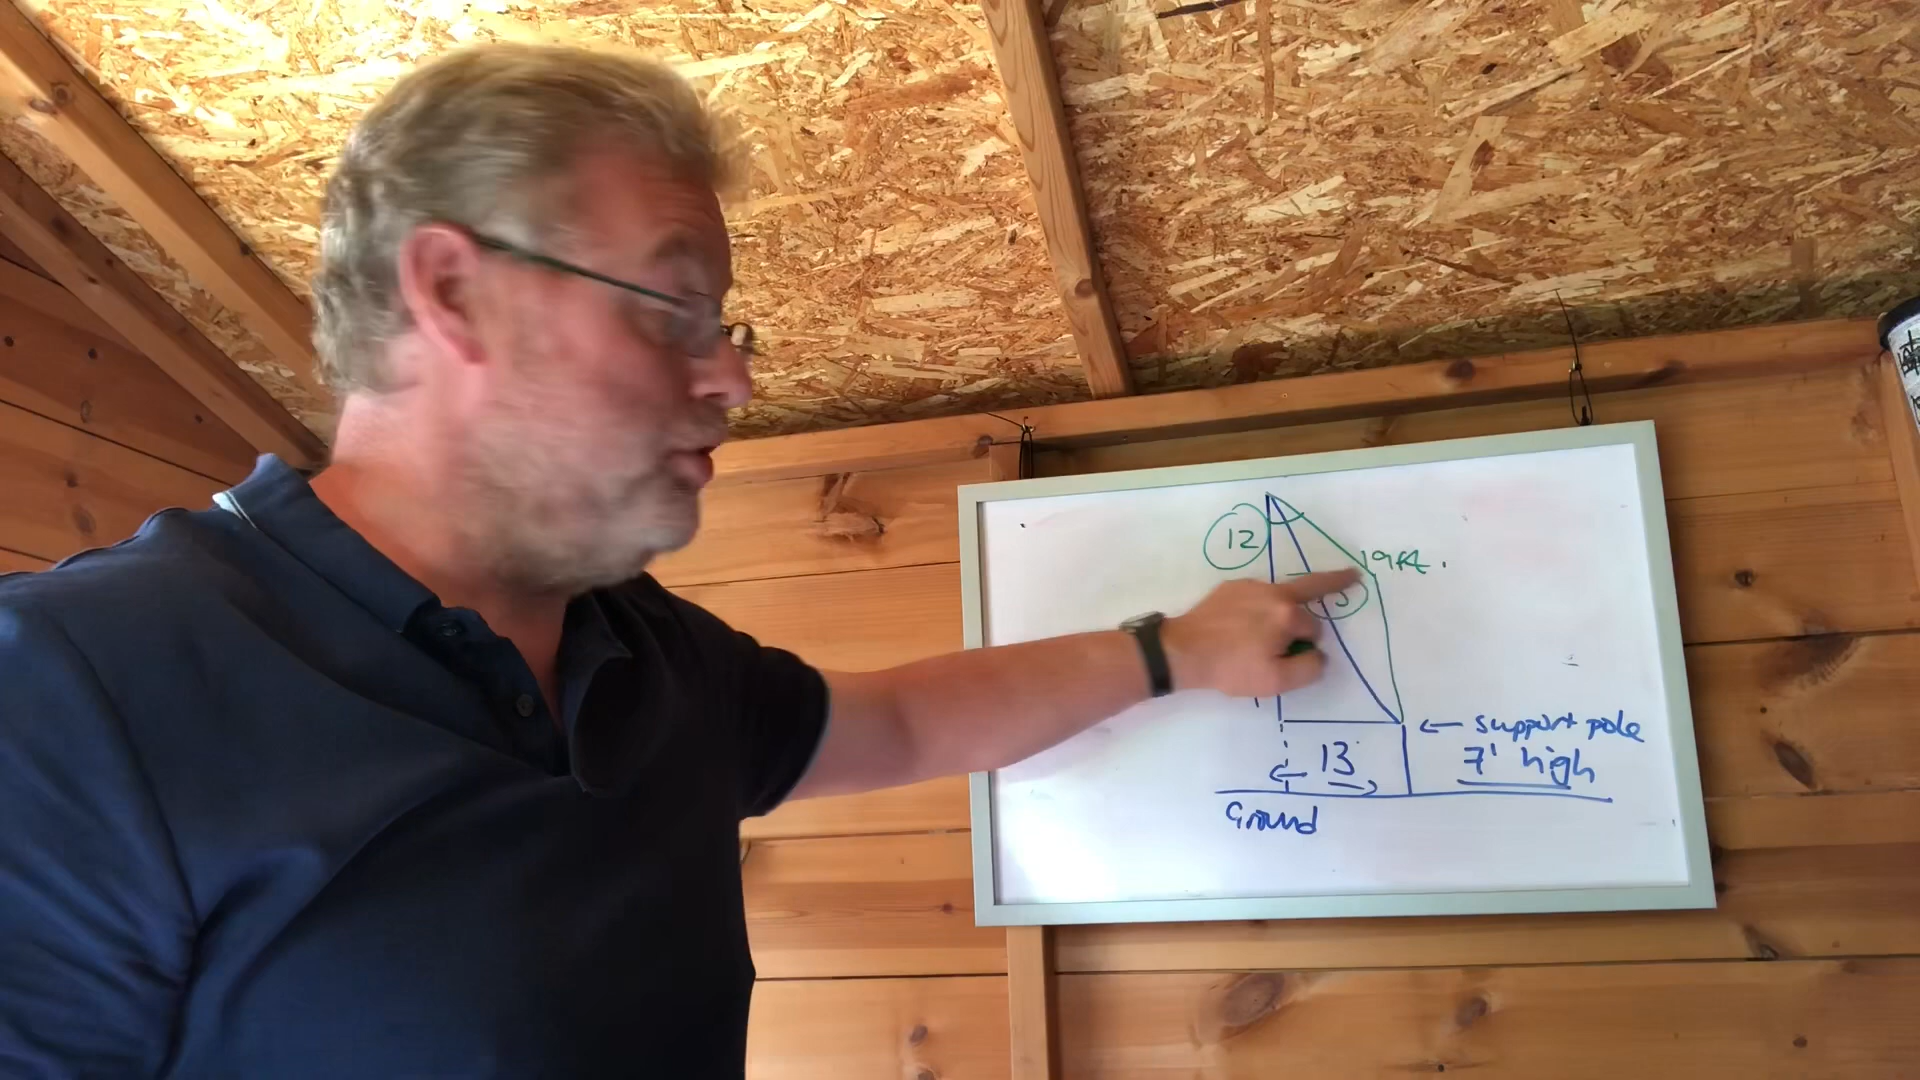 12
19ft.
← support pole
7' high
13
Ground